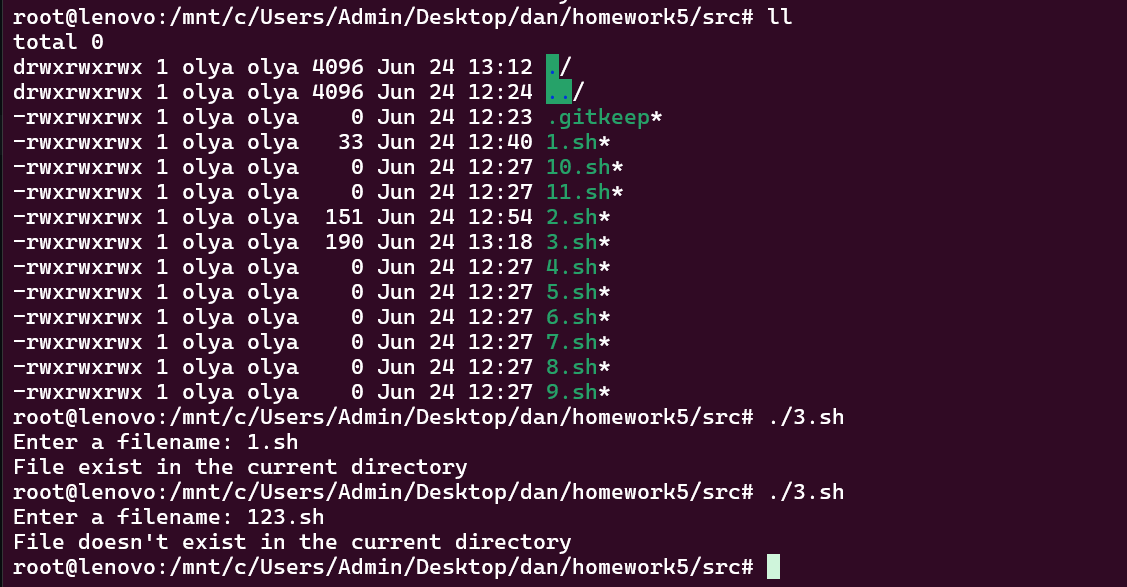 root@lenovo:/mnt/c/Users/Admin/Desktop/dan/homework5/src# ll
total 0
drwxrwxrwx 1 olya olya 4096 Jun 24 13:12 ./
drwxrwxrwx 1 olya olya 4096 Jun 24 12:24 ../
-rwxrwxrwx 1 olya olya    0 Jun 24 12:23 .gitkeep*
-rwxrwxrwx 1 olya olya   33 Jun 24 12:40 1.sh*
-rwxrwxrwx 1 olya olya    0 Jun 24 12:27 10.sh*
-rwxrwxrwx 1 olya olya    0 Jun 24 12:27 11.sh*
-rwxrwxrwx 1 olya olya  151 Jun 24 12:54 2.sh*
-rwxrwxrwx 1 olya olya  190 Jun 24 13:18 3.sh*
-rwxrwxrwx 1 olya olya    0 Jun 24 12:27 4.sh*
-rwxrwxrwx 1 olya olya    0 Jun 24 12:27 5.sh*
-rwxrwxrwx 1 olya olya    0 Jun 24 12:27 6.sh*
-rwxrwxrwx 1 olya olya    0 Jun 24 12:27 7.sh*
-rwxrwxrwx 1 olya olya    0 Jun 24 12:27 8.sh*
-rwxrwxrwx 1 olya olya    0 Jun 24 12:27 9.sh*
root@lenovo:/mnt/c/Users/Admin/Desktop/dan/homework5/src# ./3.sh
Enter a filename: 1.sh
File exist in the current directory
root@lenovo:/mnt/c/Users/Admin/Desktop/dan/homework5/src# ./3.sh
Enter a filename: 123.sh
File doesn't exist in the current directory
root@lenovo:/mnt/c/Users/Admin/Desktop/dan/homework5/src#